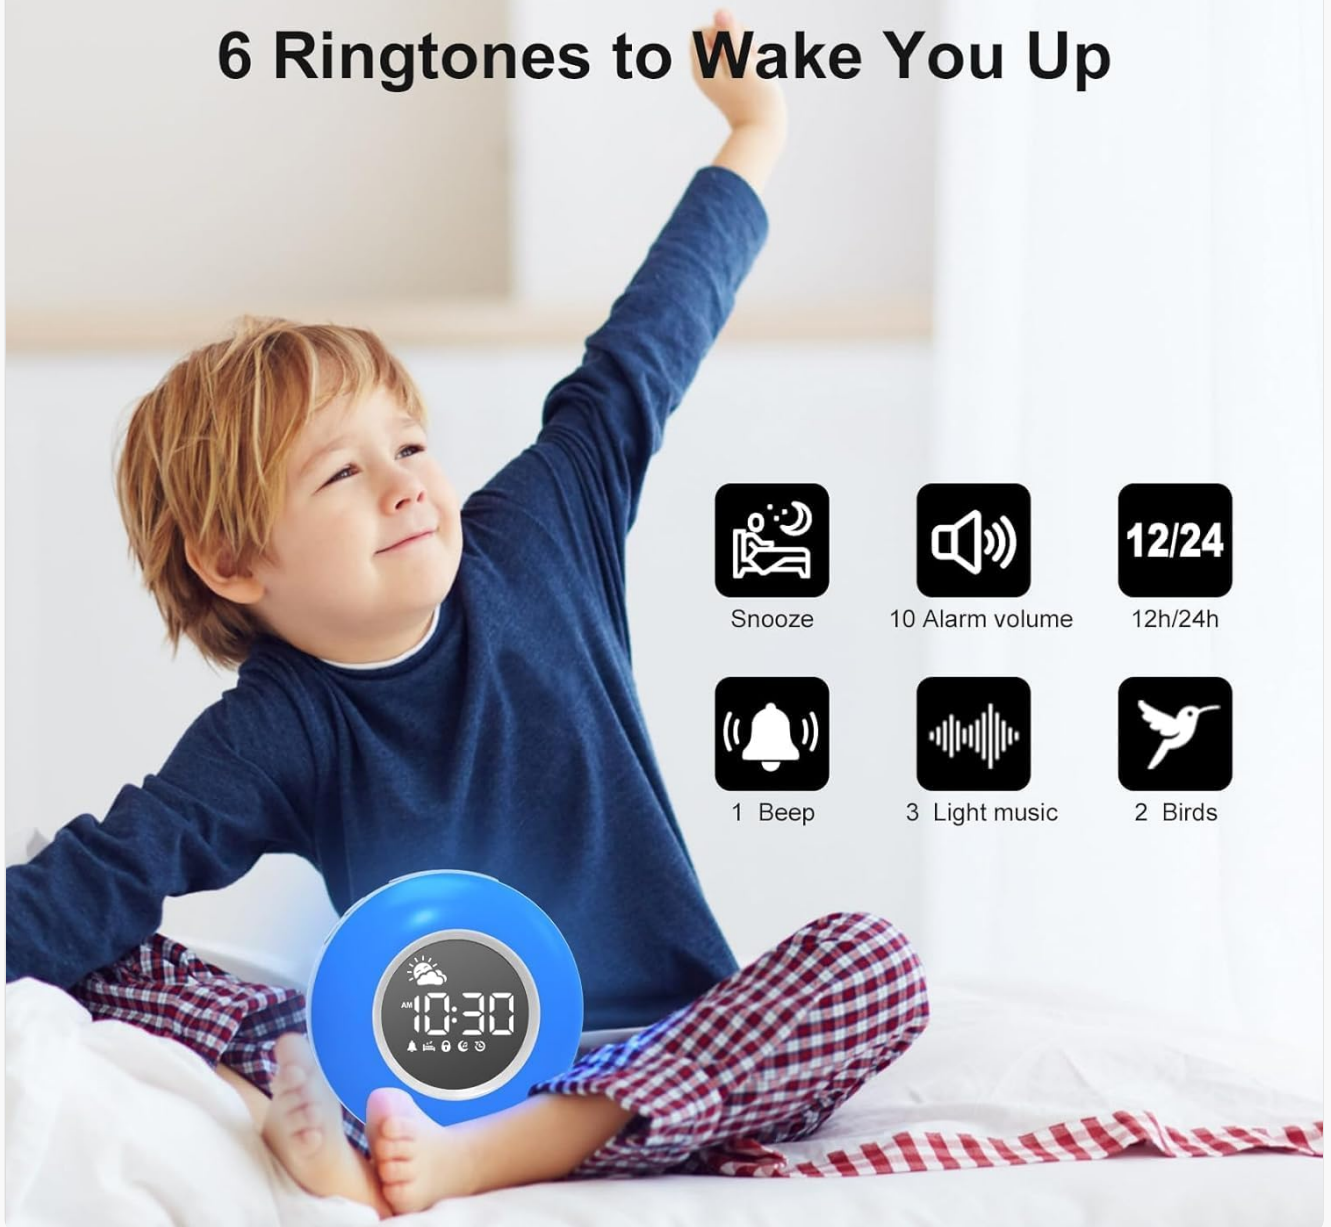 6 Ringtones to Wake You Up
12/24
Snooze
10 Alarm volume
12h/24h
1 Beep
3 Light music
2 Birds
AM 10:30